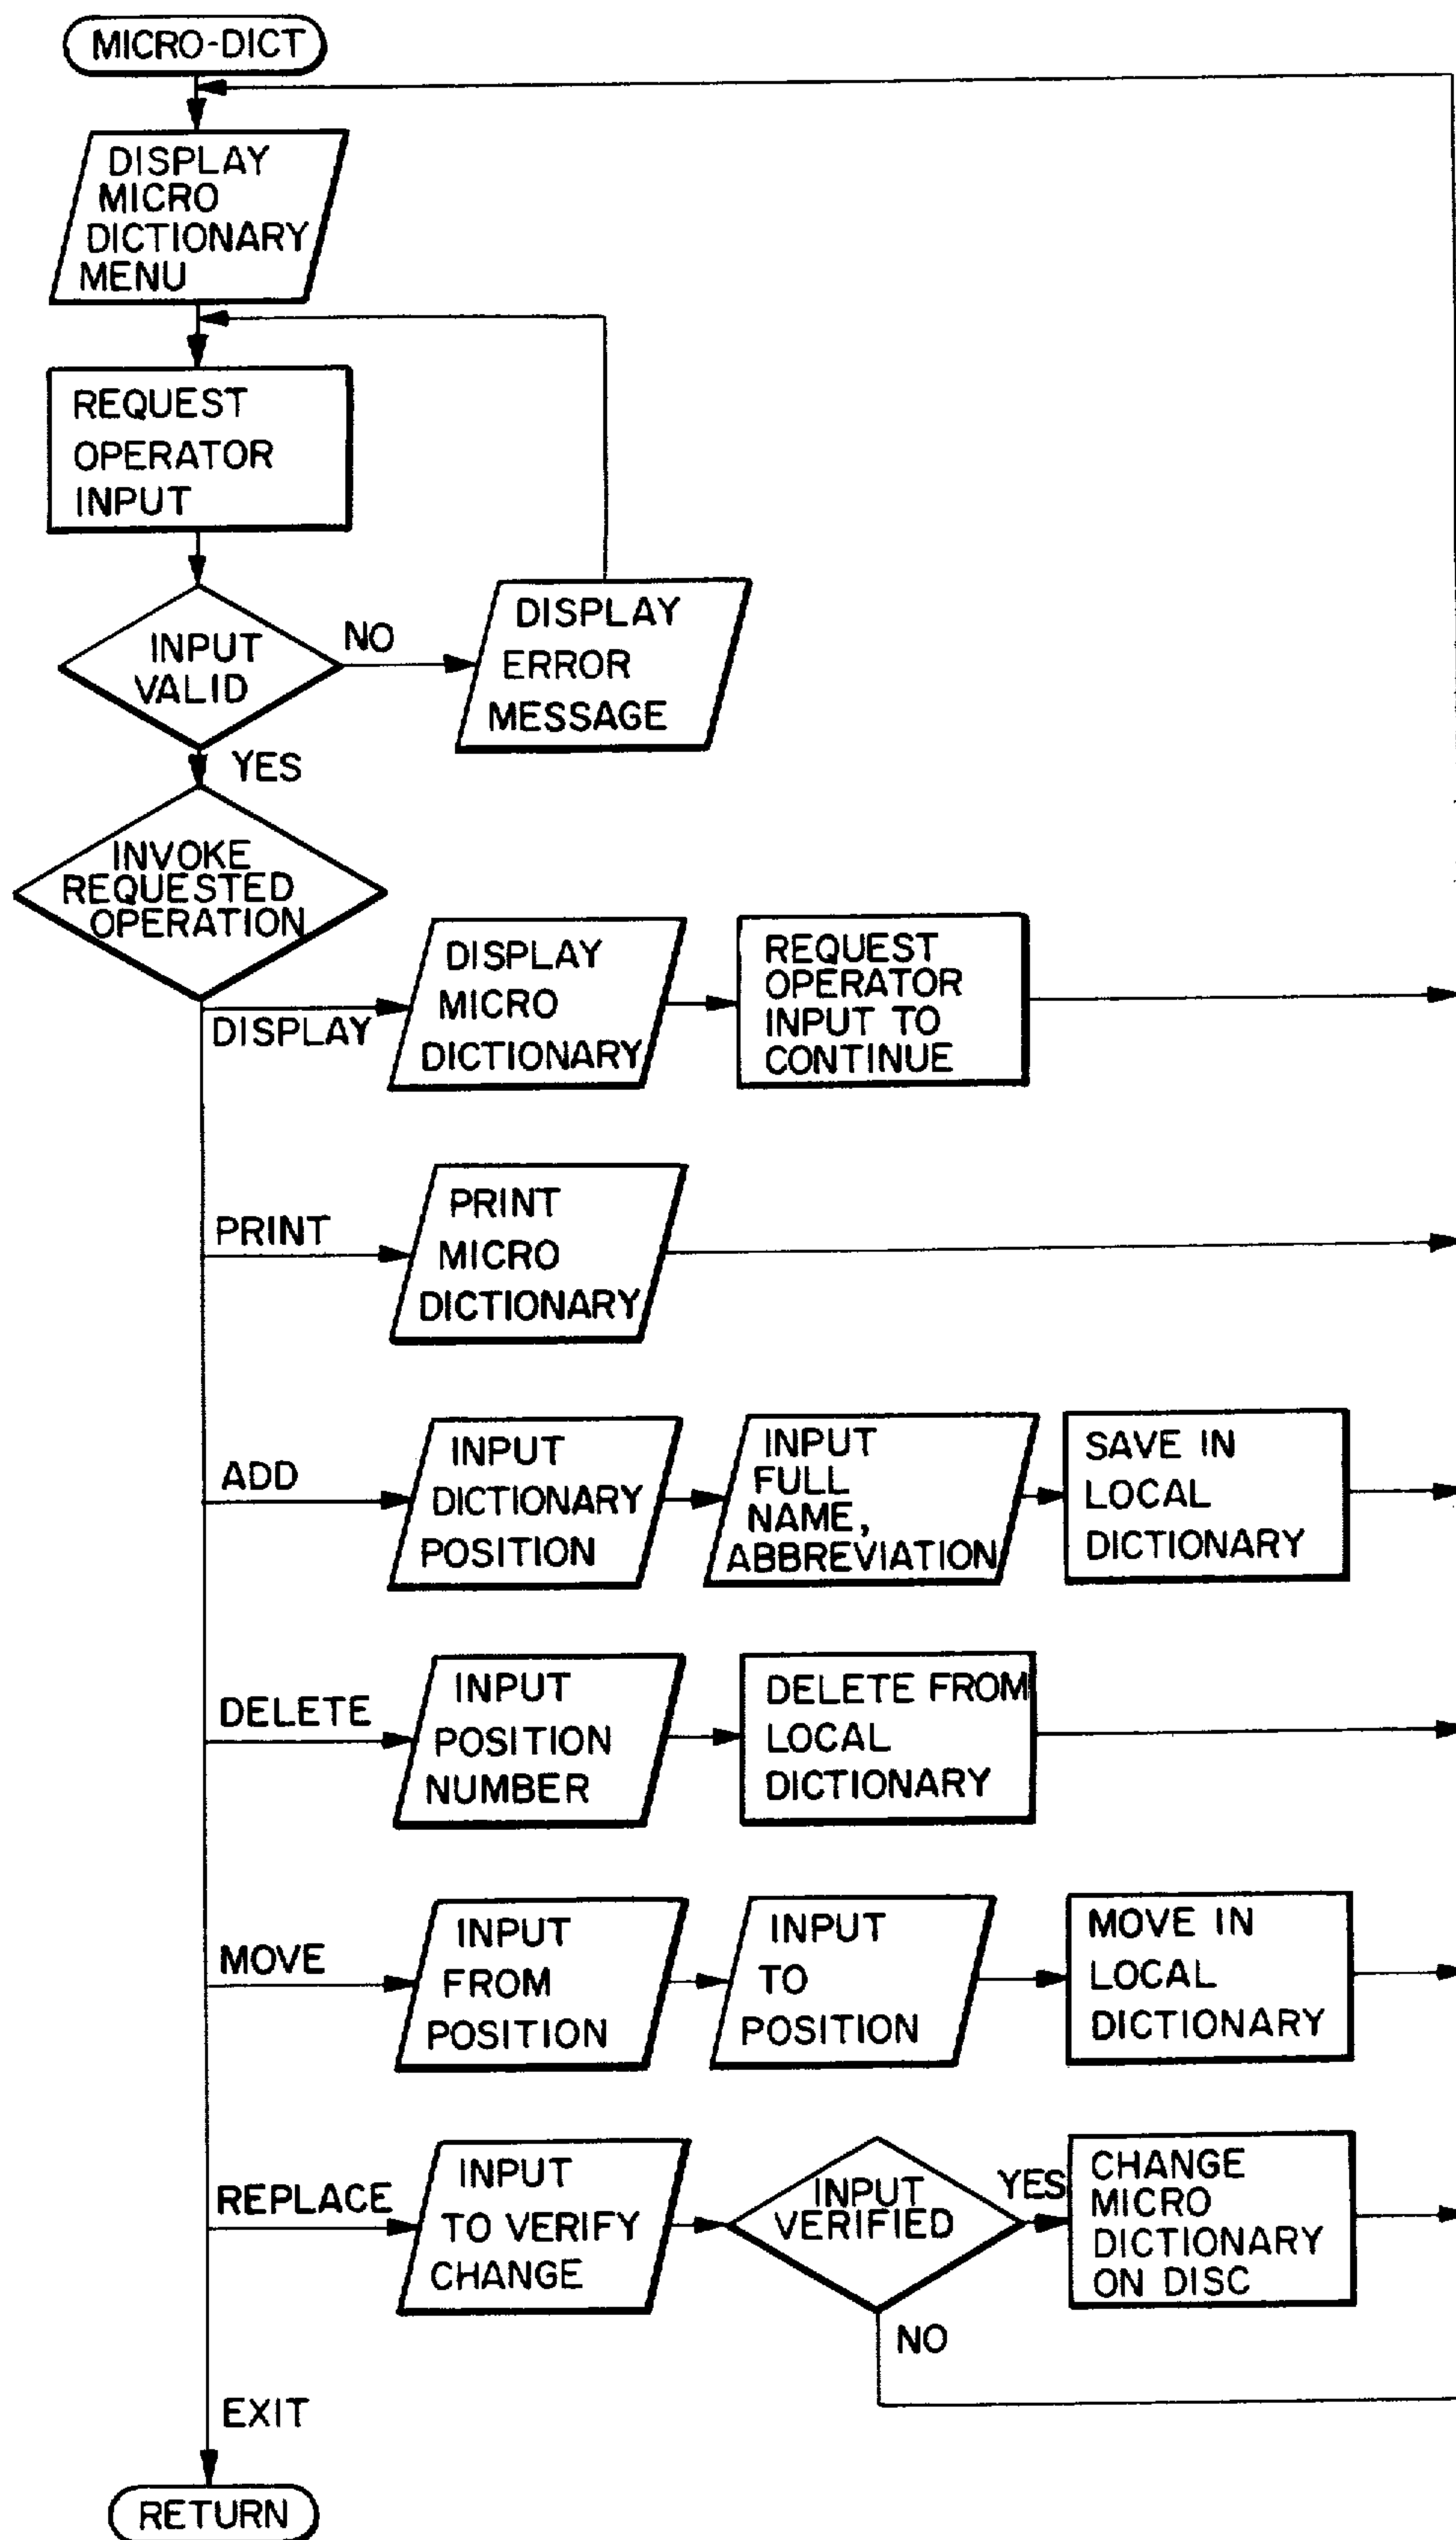 MICRO-DICT
DISPLAY
MICRO
DICTIONARY
MENU
REQUEST
OPERATOR
INPUT
INPUT
VALID
NO
DISPLAY
ERROR
MESSAGE
YES
INVOKE
REQUESTED
OPERATION
DISPLAY
DISPLAY
MICRO
DICTIONARY
REQUEST
OPERATOR
INPUT TO
CONTINUE
PRINT
PRINT
MICRO
DICTIONARY
ADD
INPUT
DICTIONARY
POSITION
INPUT
FULL
NAME,
ABBREVIATION
SAVE IN
LOCAL
DICTIONARY
DELETE
INPUT
POSITION
NUMBER
DELETE FROM
LOCAL
DICTIONARY
MOVE
INPUT
FROM
POSITION
INPUT
TO
POSITION
MOVE IN
LOCAL
DICTIONARY
REPLACE
INPUT
TO VERIFY
CHANGE
INPUT
VERIFIED
YES
CHANGE
MICRO
DICTIONARY
ON DISC
NO
EXIT
RETURN